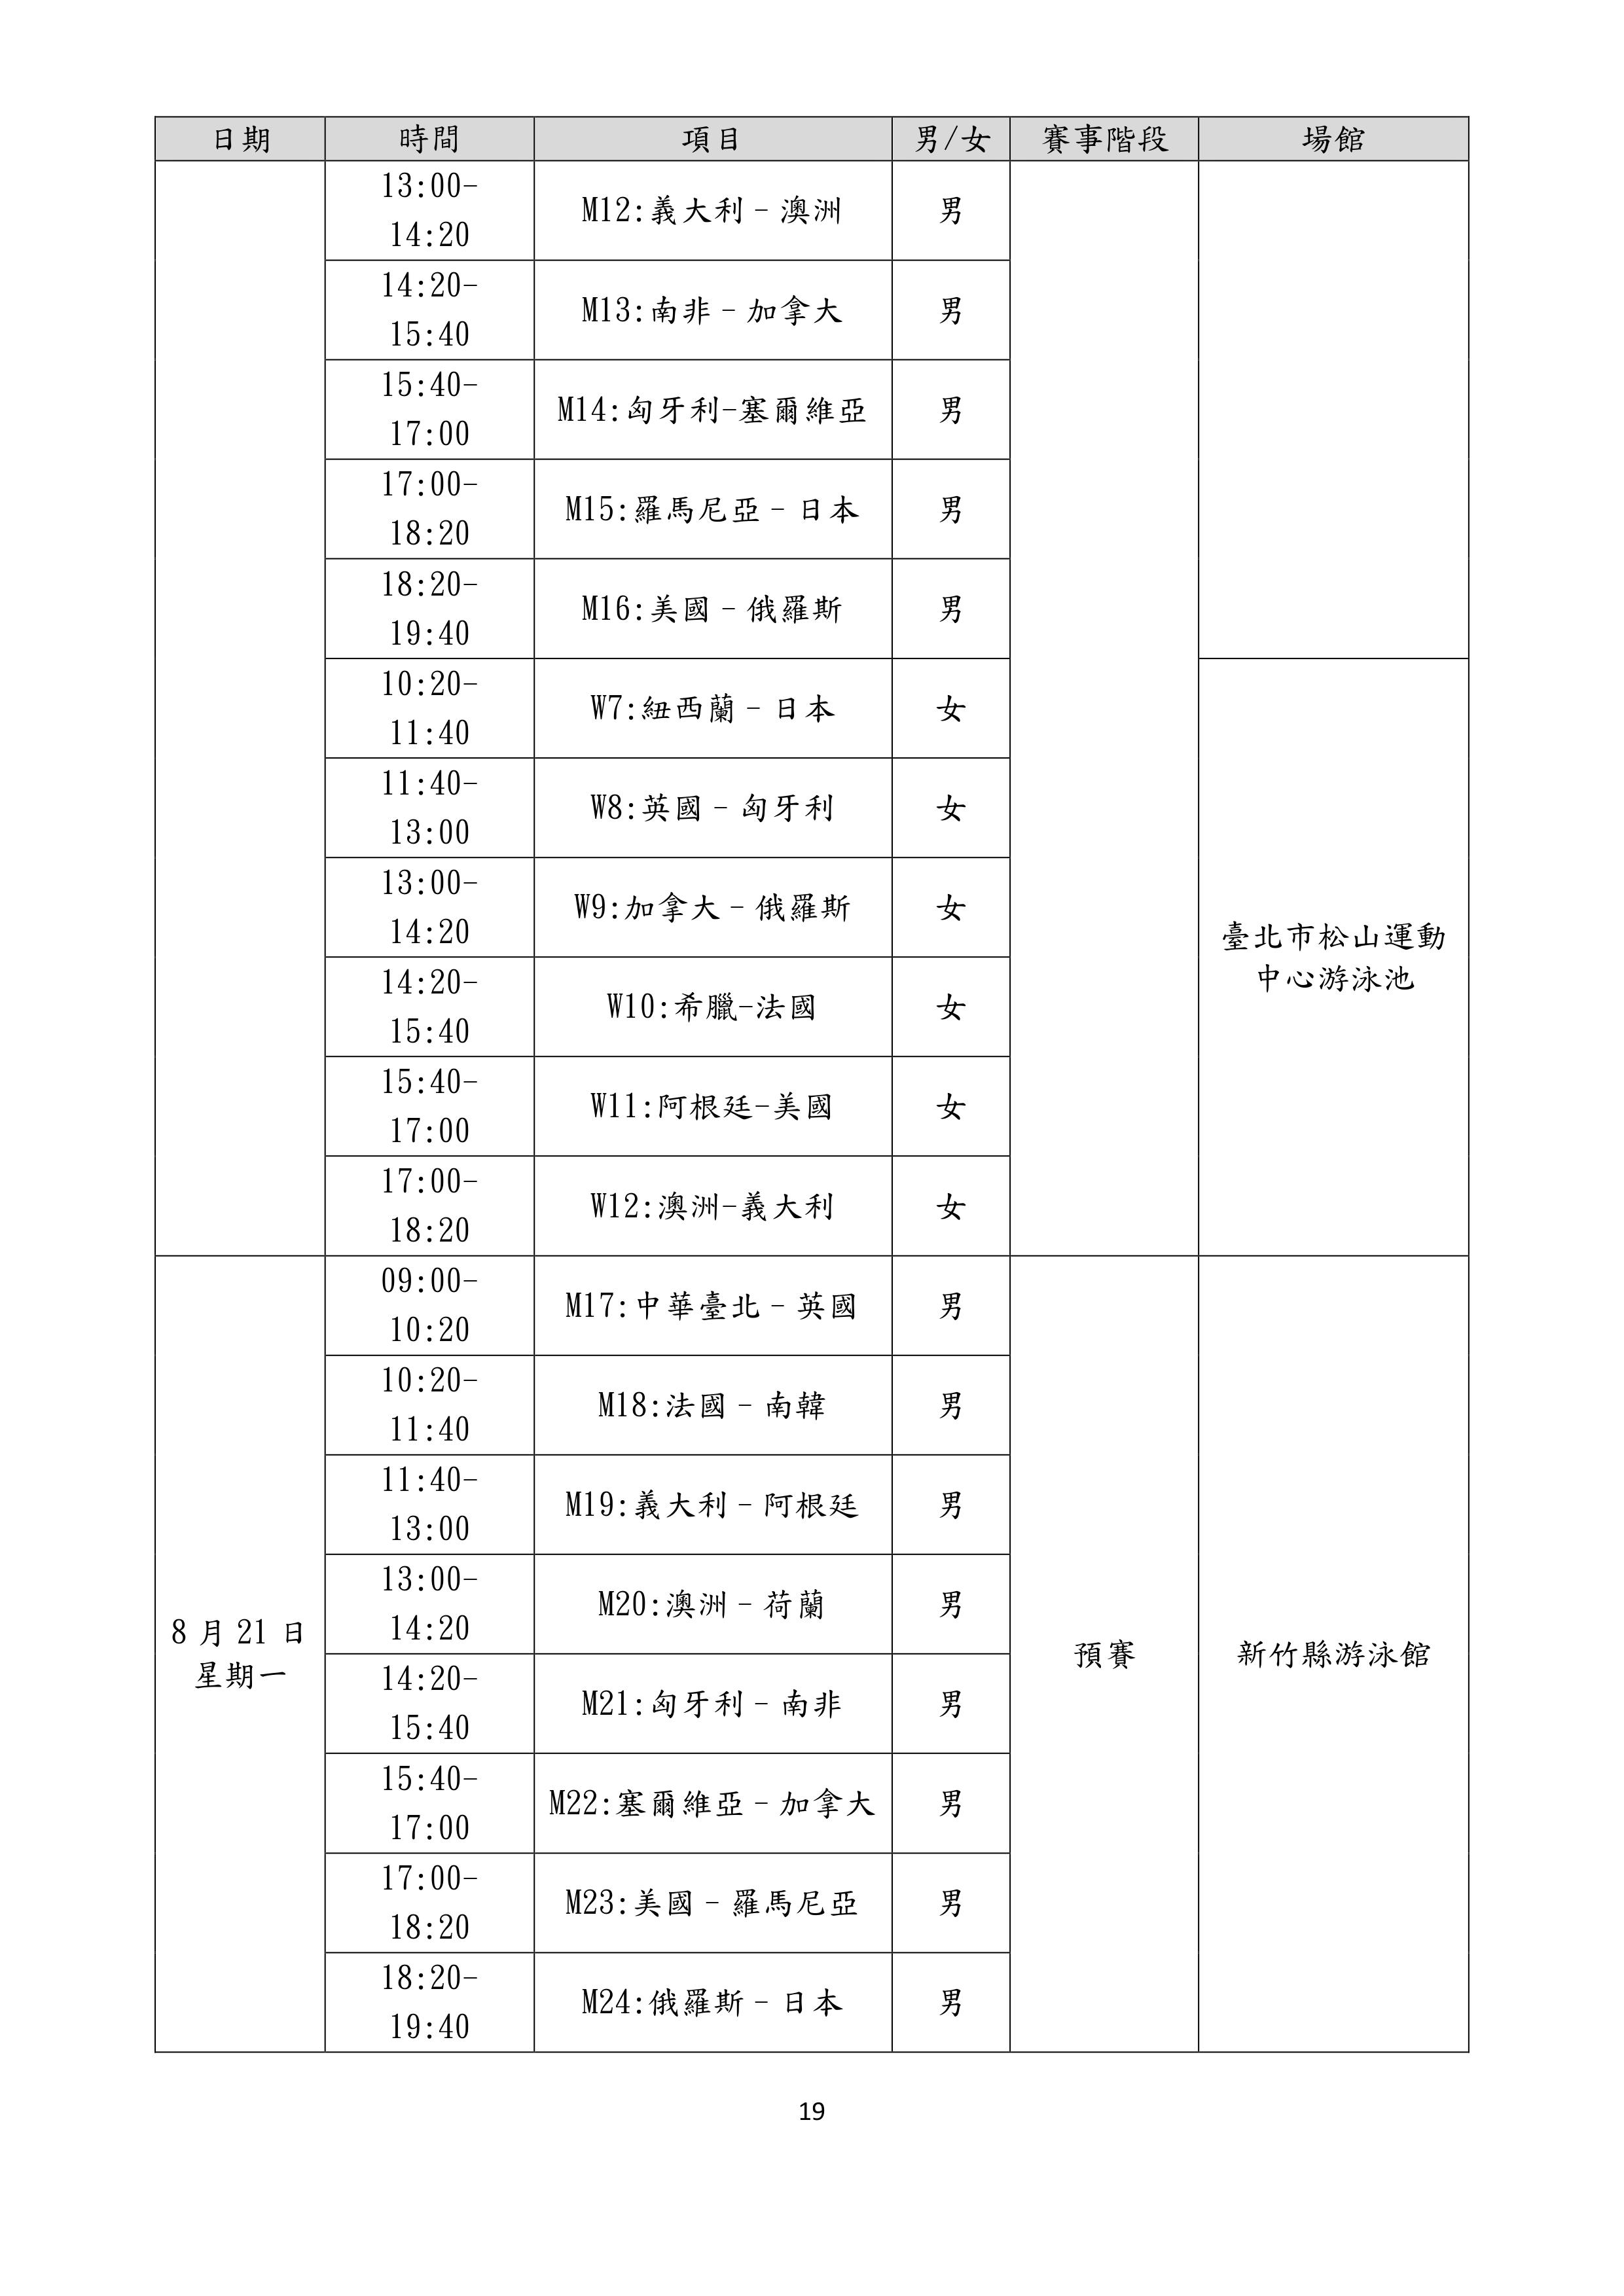 日期 時間 項目 男/女 賽事階段 場館
13:00-
14:20
M12:義大利–澳洲 男
14:20-
15:40
M13:南非–加拿大 男
15:40-
17:00
M14:匈牙利-塞爾維亞 男
17:00-
18:20
M15:羅馬尼亞–日本 男
18:20-
19:40
M16:美國–俄羅斯 男
10:20-
11:40
W7:紐西蘭–日本 女
11:40-
13:00
W8:英國–匈牙利 女
13:00-
14:20
W9:加拿大–俄羅斯 女
臺北市松山運動
中心游泳池
14:20-
15:40
W10:希臘-法國 女
15:40-
17:00
W11:阿根廷-美國 女
17:00-
18:20
W12:澳洲-義大利 女
8 月 21 日
星期一
09:00-
10:20
M17:中華臺北–英國 男
預賽
新竹縣游泳館
10:20-
11:40
M18:法國–南韓 男
11:40-
13:00
M19:義大利–阿根廷 男
13:00-
14:20
M20:澳洲–荷蘭 男
14:20-
15:40
M21:匈牙利–南非 男
15:40-
17:00
M22:塞爾維亞–加拿大 男
17:00-
18:20
M23:美國–羅馬尼亞 男
18:20-
19:40
M24:俄羅斯–日本 男
19